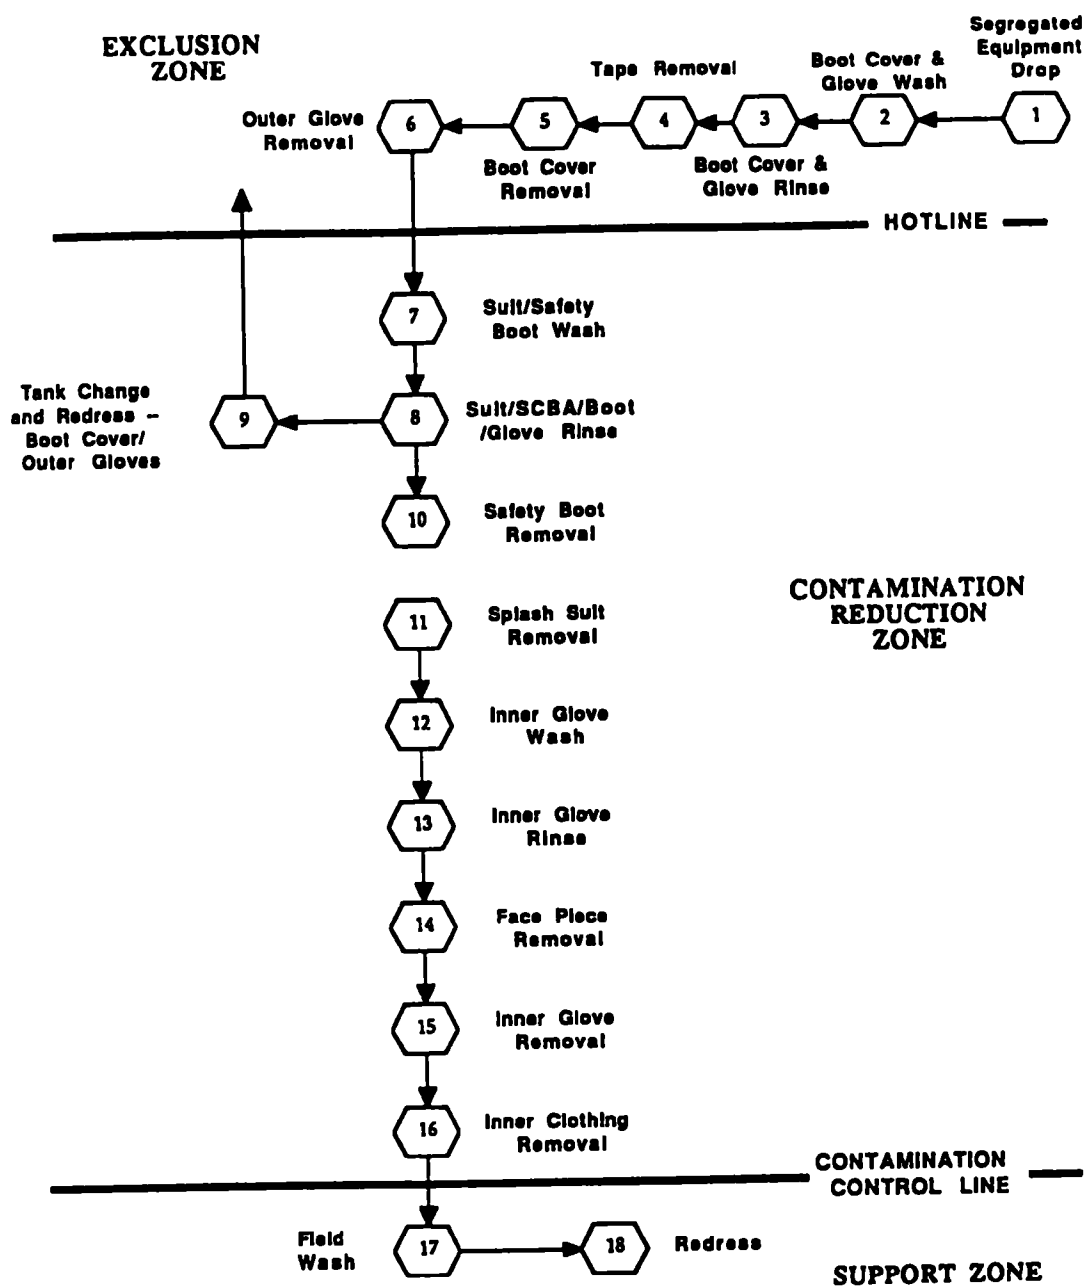 EXCLUSION
ZONE
Segregated
Equipment
Drop
Boot Cover &
Glove Wash
Tape Removal
Outer Glove
Removal
6
5
4
3
2
1
Boot Cover
Removal
Boot Cover &
Glove Rinse
HOTLINE
7
Suit/Safety
Boot Wash
Tank Change
and Redress –
Boot Cover/
Outer Gloves
9
8
Suit/SCBA/Boot
/Glove Rinse
10
Safety Boot
Removal
CONTAMINATION
REDUCTION
ZONE
11
Splash Suit
Removal
12
Inner Glove
Wash
13
Inner Glove
Rinse
14
Face Piece
Removal
15
Inner Glove
Removal
16
Inner Clothing
Removal
CONTAMINATION
CONTROL LINE
Field
Wash
17
18
Redress
SUPPORT ZONE